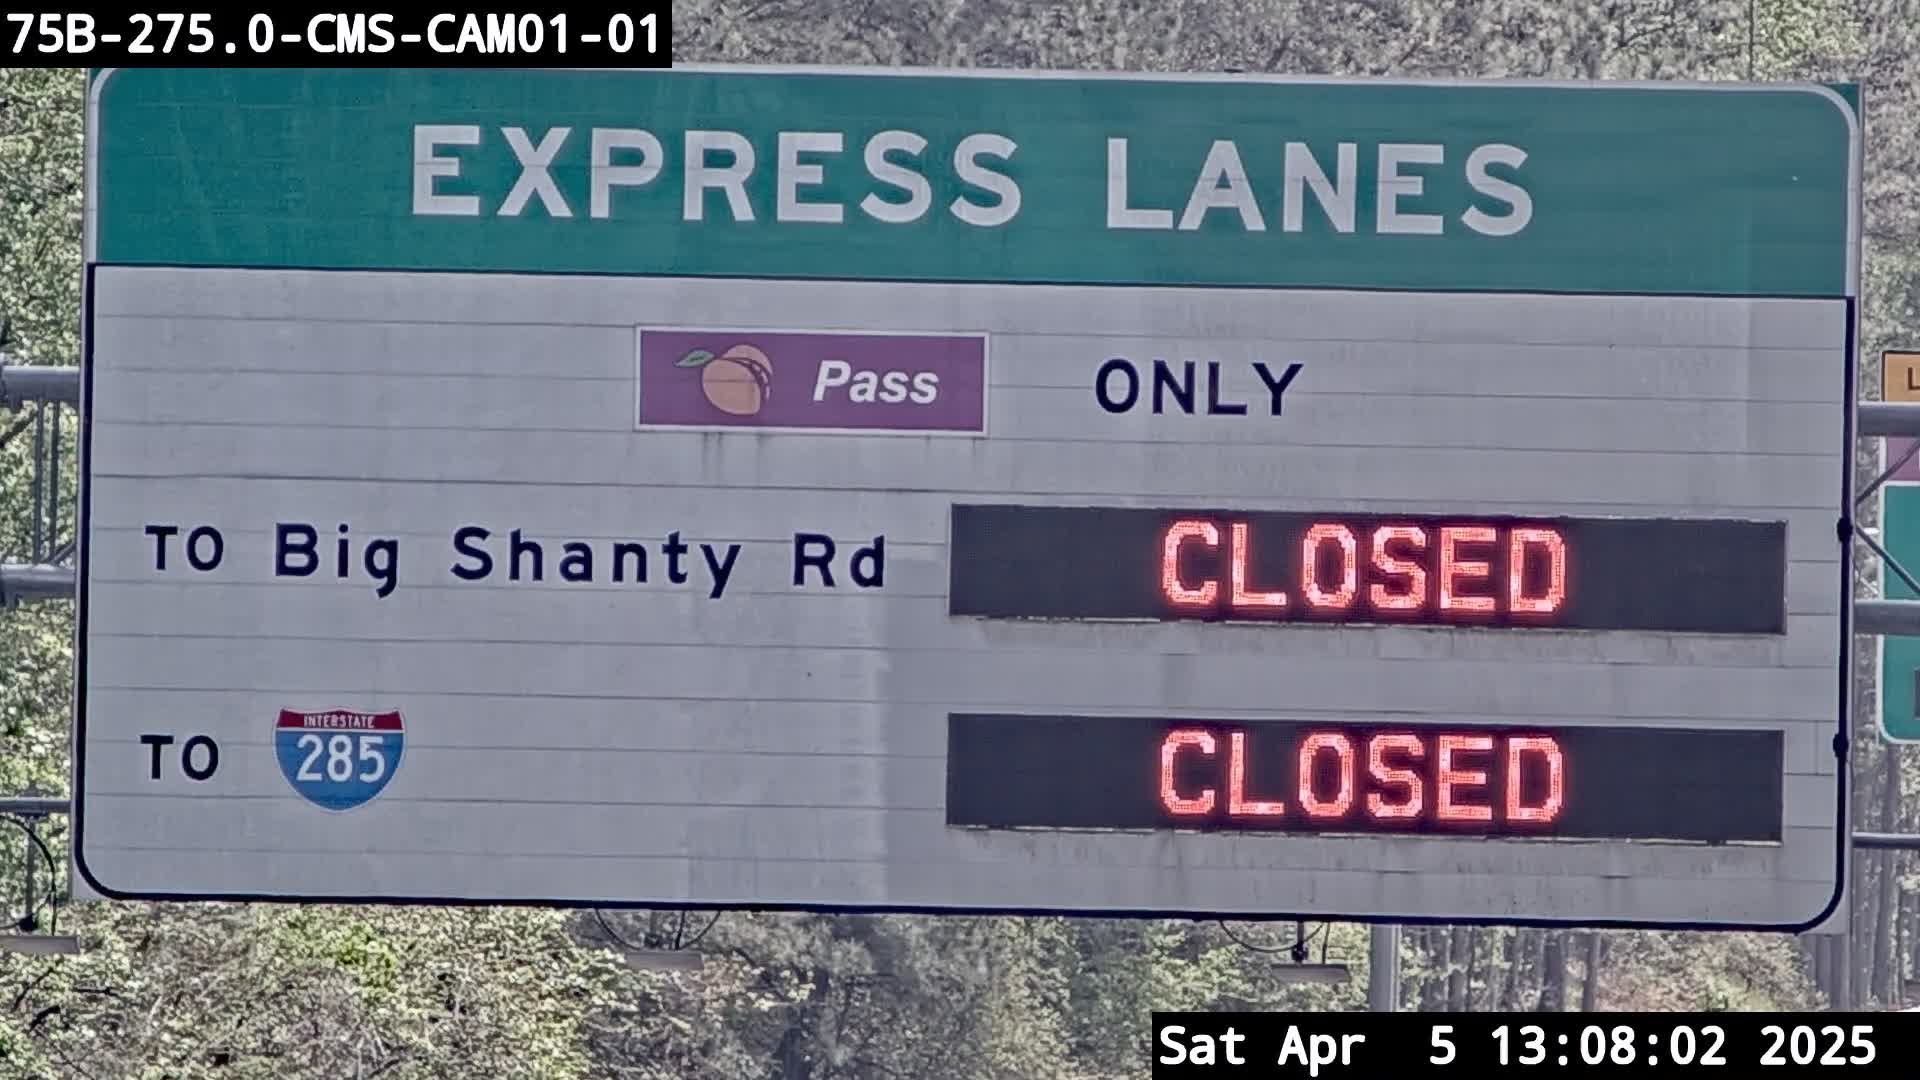 75B-275.0-CMS-CAM01-01
EXPRESS LANES
Pass ONLY
TO Big Shanty Rd CLOSED
TO INTERSTATE 285 CLOSED
Sat Apr 5 13:08:02 2025